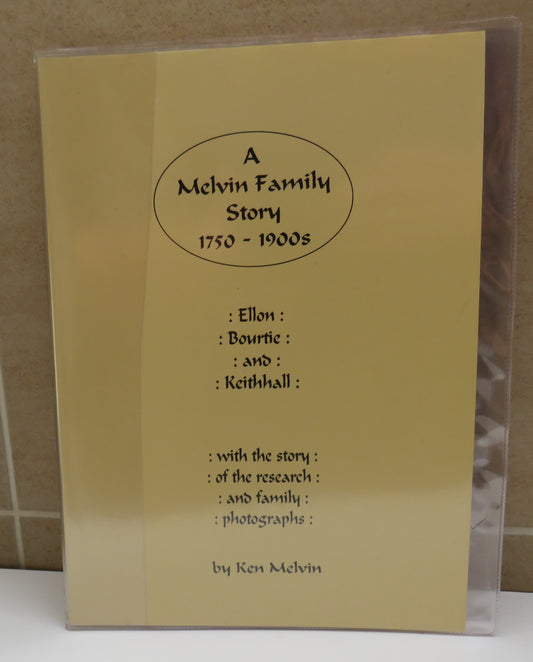 A
Melvin Family
Story
1750 - 1900s
: Ellon :
: Bourtie :
: and :
: Keithhall :
: with the story :
: of the research :
: and family :
: photographs :
by Ken Melvin